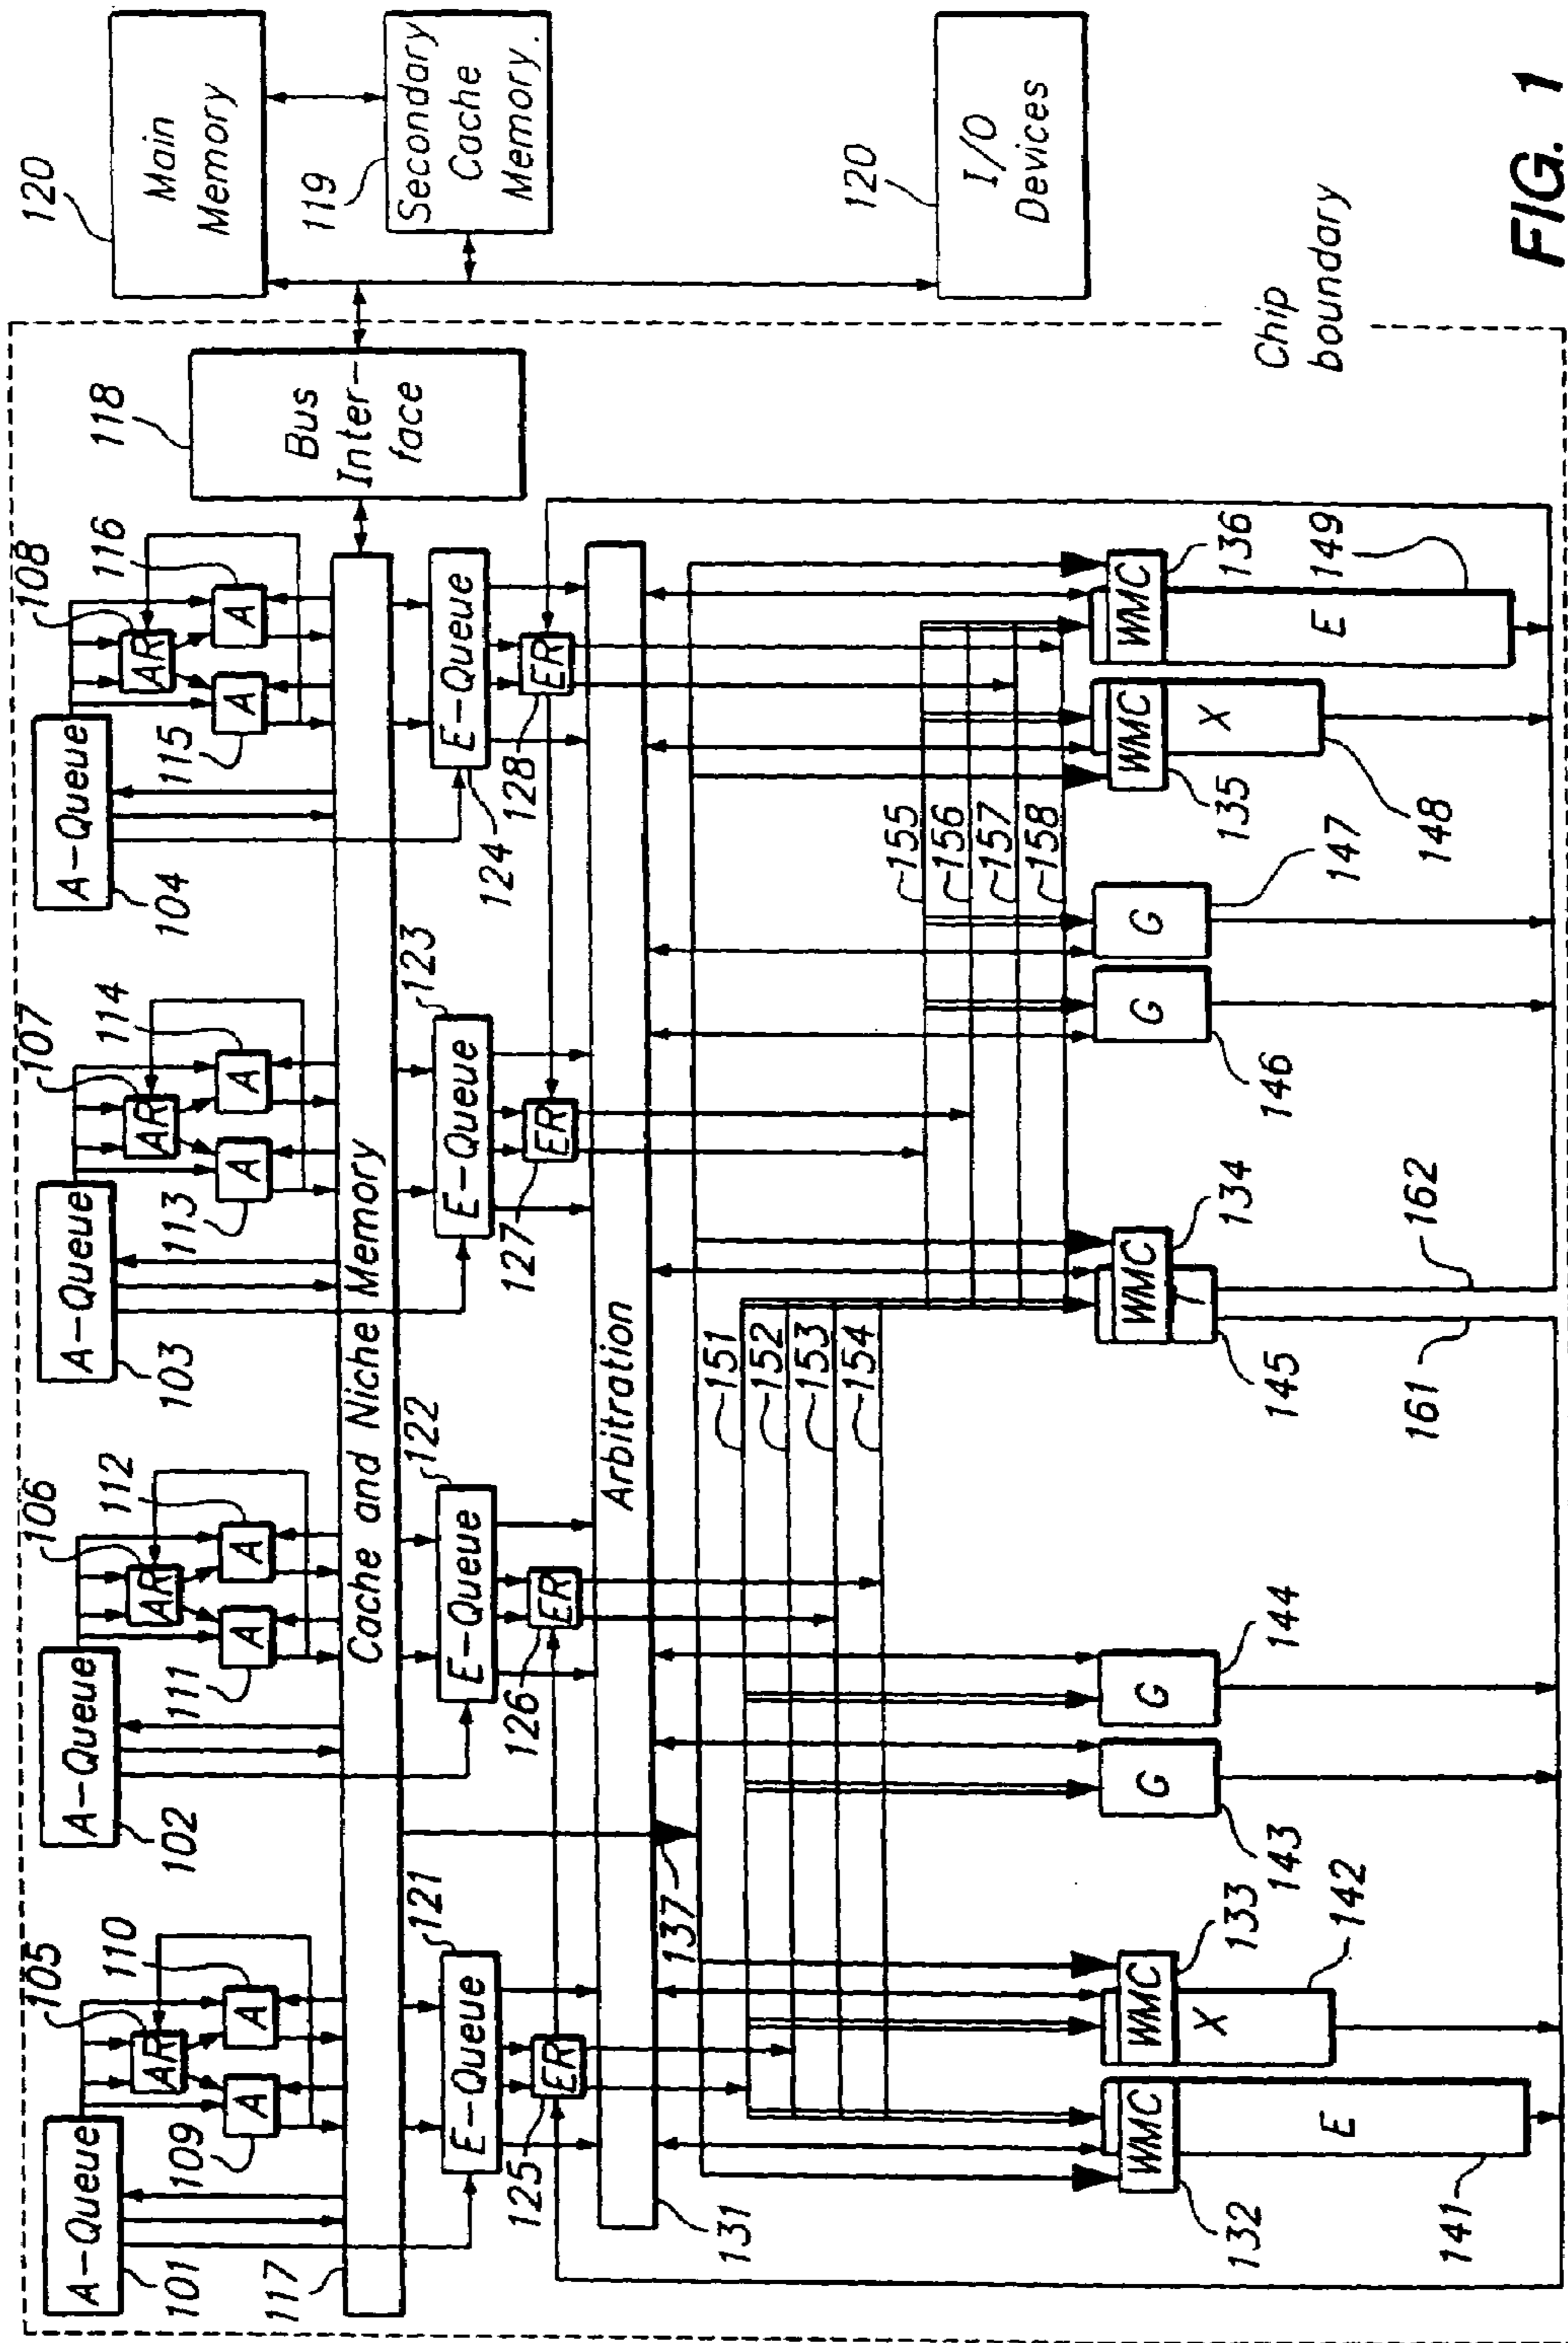 120
Main
Memory
119
Secondary
Cache
Memory.
120
I/O
Devices
Chip
boundary
118
Bus
Inter-
face
A-Queue
101
105
AR
110
A
A
109
A-Queue
102
106
AR
112
A
A
111
A-Queue
103
107
AR
114
A
A
113
A-Queue
104
108
AR
116
A
A
115
117
Cache and Niche Memory
121
E-Queue
125
ER
122
E-Queue
126
ER
123
E-Queue
127
ER
E-Queue
124
128
ER
131
Arbitration
137
151
152
153
154
155
156
157
158
WMC
132
E
141
WMC
133
X
142
G
143
G
144
WMC
134
T
145
161
162
G
146
G
147
WMC
135
X
148
WMC
136
E
149
FIG. 1